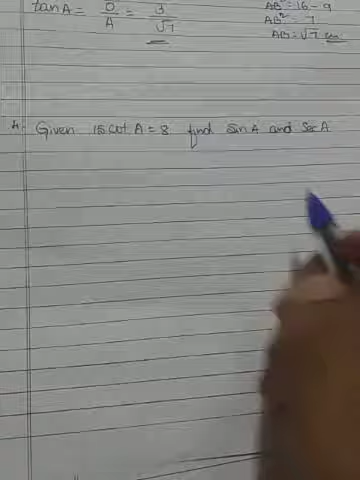 tanA = O/A = 3/√7
AB² = 16 - 9
AB² = 7
AB = √7 cm
4. Given 15 cot A = 8 find sin A and Sec A